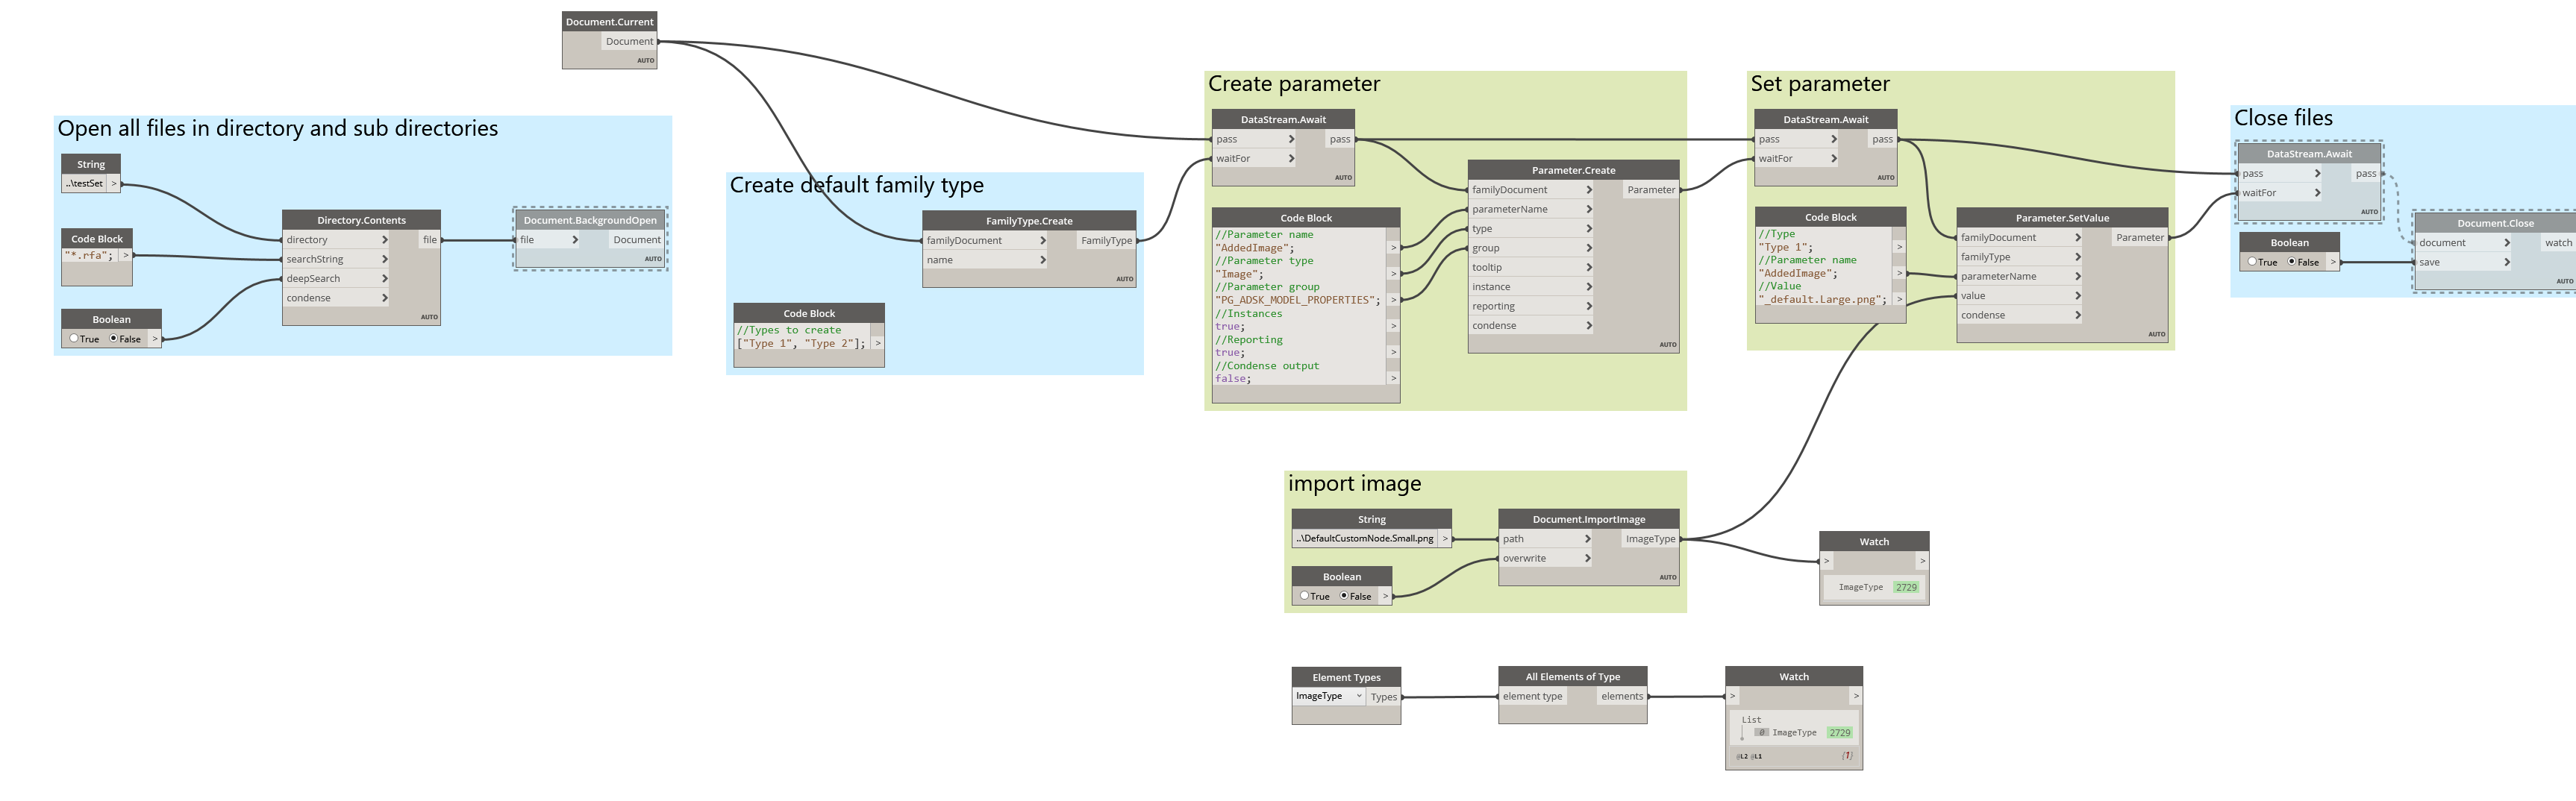 Document.Current
Document
AUTO
Open all files in directory and sub directories
String
..\testSet >
Code Block
"*.rfa"; >
Boolean
True False >
Directory.Contents
directory > file
searchString >
deepSearch >
condense >
AUTO
Document.BackgroundOpen
file > Document
AUTO
Create default family type
FamilyType.Create
familyDocument > FamilyType
name >
AUTO
Code Block
//Types to create
["Type 1", "Type 2"]; >
Create parameter
DataStream.Await
pass > pass
waitFor >
AUTO
Code Block
//Parameter name
"AddedImage"; >
//Parameter type
"Image"; >
//Parameter group
"PG_ADSK_MODEL_PROPERTIES"; >
//Instances
true; >
//Reporting
true; >
//Condense output
false; >
Parameter.Create
familyDocument > Parameter
parameterName >
type >
group >
tooltip >
instance >
reporting >
condense >
AUTO
Set parameter
DataStream.Await
pass > pass
waitFor >
AUTO
Code Block
//Type
"Type 1"; >
//Parameter name
"AddedImage"; >
//Value
"_default.Large.png"; >
Parameter.SetValue
familyDocument > Parameter
familyType >
parameterName >
value >
condense >
AUTO
Close files
DataStream.Await
pass > pass
waitFor >
AUTO
Boolean
True False >
Document.Close
document > watch
save >
AUTO
import image
String
..\DefaultCustomNode.Small.png >
Boolean
True False >
Document.ImportImage
path > ImageType
overwrite >
AUTO
Watch
> >
ImageType 2729
Element Types
ImageType Types
All Elements of Type
element type elements
Watch
> >
List
0 ImageType 2729
@L2 @L1 {1}